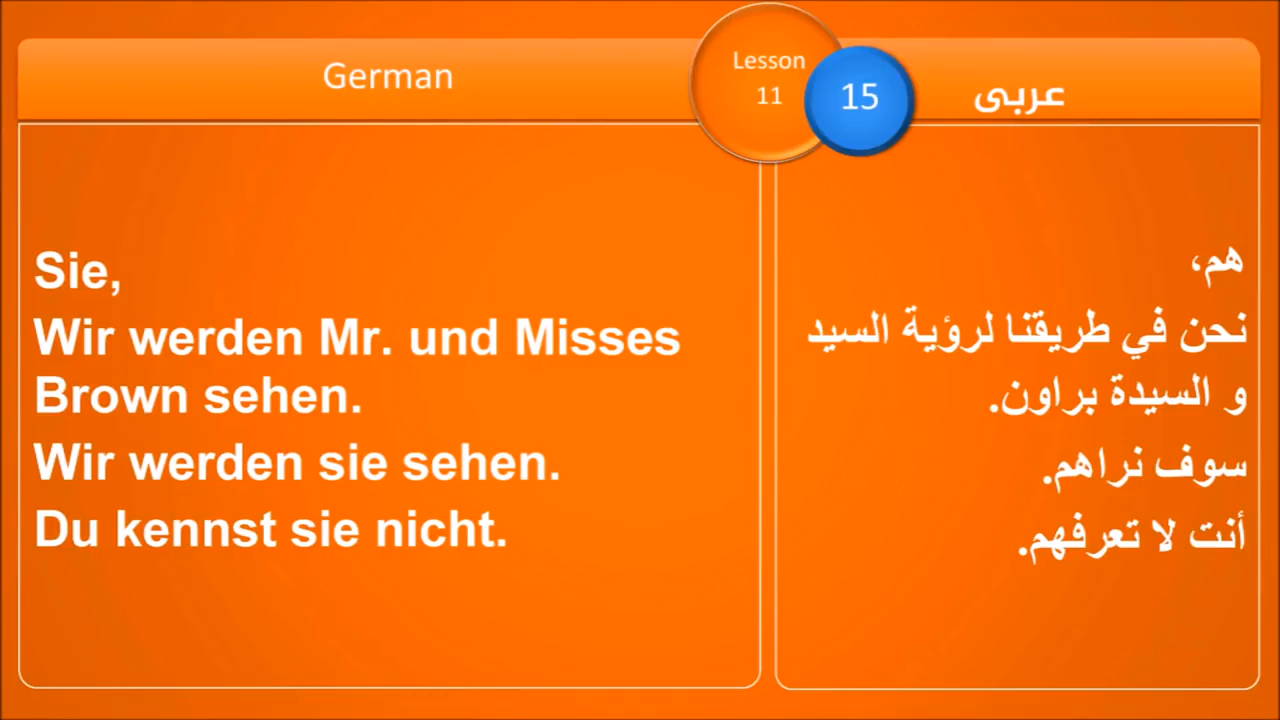 German
Lesson
11
15
عربى
Sie,
Wir werden Mr. und Misses
Brown sehen.
Wir werden sie sehen.
Du kennst sie nicht.
هم،
نحن في طريقنا لرؤية السيد
و السيدة براون.
سوف نراهم.
أنت لا تعرفهم.